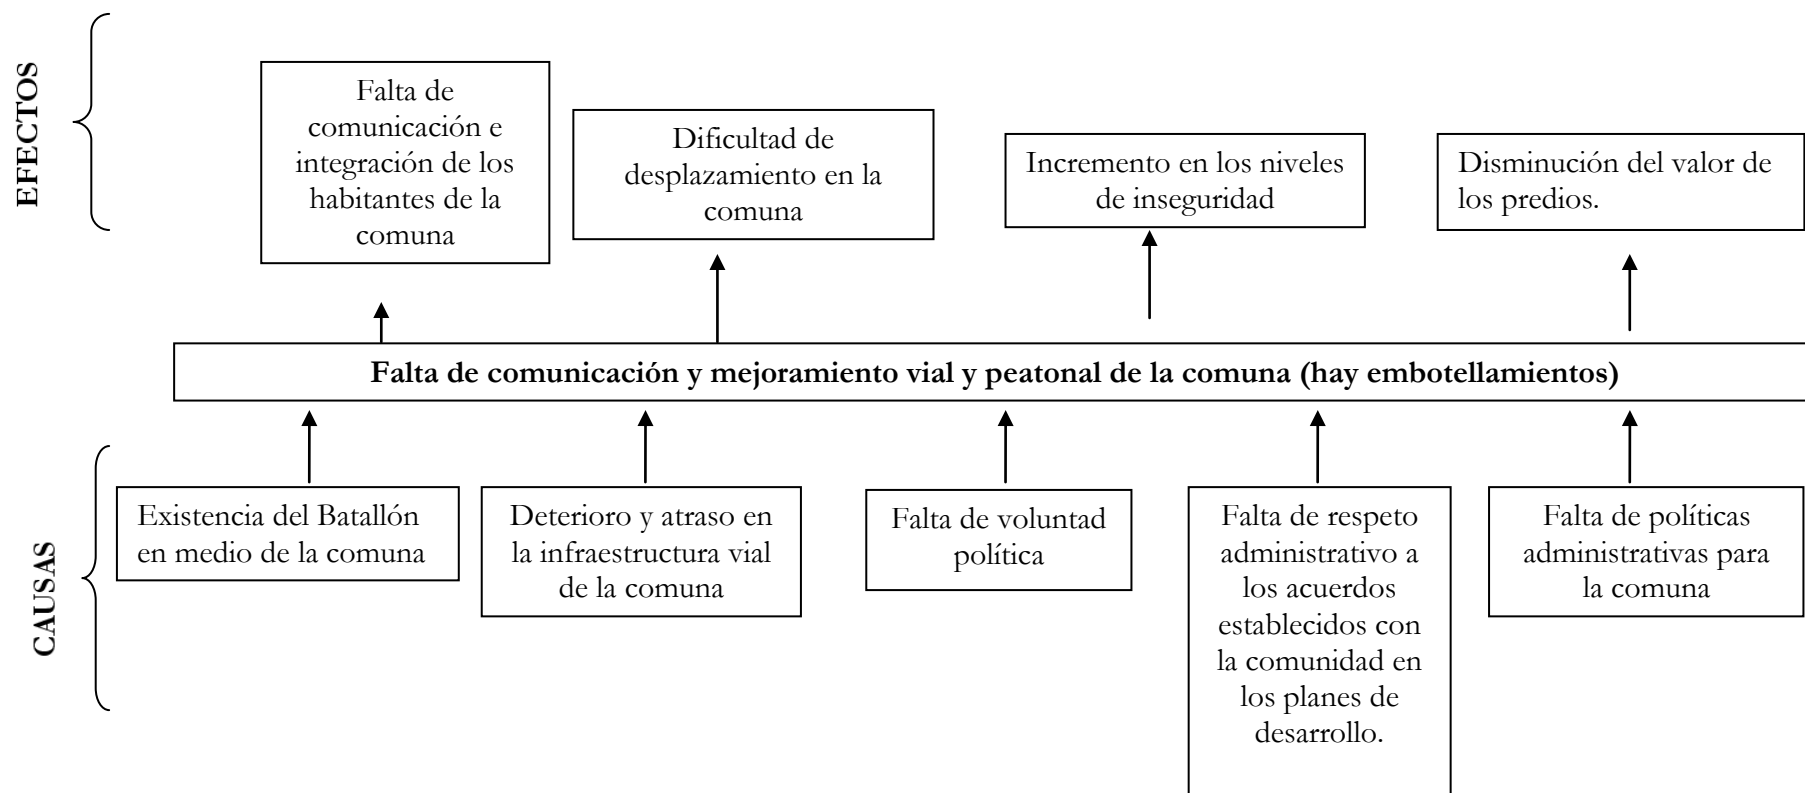 EFECTOS
Falta de
comunicación e
integración de los
habitantes de la
comuna
Dificultad de
desplazamiento en la
comuna
Incremento en los niveles
de inseguridad
Disminución del valor de
los predios.
Falta de comunicación y mejoramiento vial y peatonal de la comuna (hay embotellamientos)
CAUSAS
Existencia del Batallón
en medio de la comuna
Deterioro y atraso en
la infraestructura vial
de la comuna
Falta de voluntad
política
Falta de respeto
administrativo a
los acuerdos
establecidos con
la comunidad en
los planes de
desarrollo.
Falta de políticas
administrativas para
la comuna